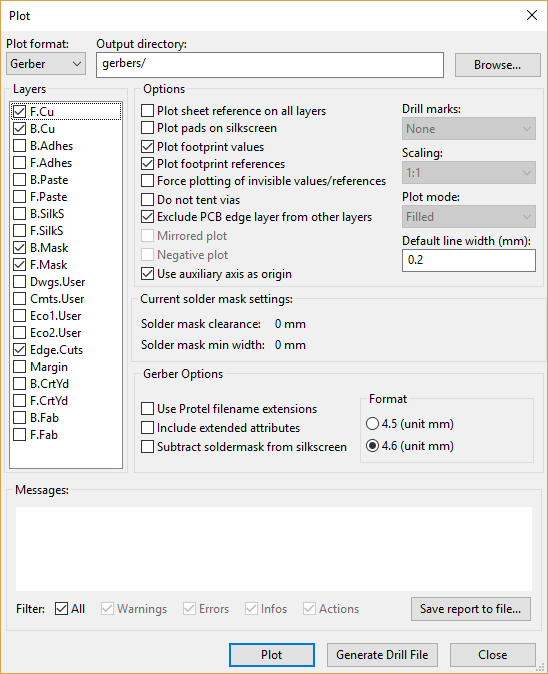 Plot
Plot format:
Output directory:
Gerber
gerbers/
Browse...
Layers
F.Cu
B.Cu
B.Adhes
F.Adhes
B.Paste
F.Paste
B.SilkS
F.SilkS
B.Mask
F.Mask
Dwgs.User
Cmts.User
Eco1.User
Eco2.User
Edge.Cuts
Margin
B.CrtYd
F.CrtYd
B.Fab
F.Fab
Options
Plot sheet reference on all layers
Plot pads on silkscreen
Plot footprint values
Plot footprint references
Force plotting of invisible values/references
Do not tent vias
Exclude PCB edge layer from other layers
Mirrored plot
Negative plot
Use auxiliary axis as origin
Drill marks:
None
Scaling:
1:1
Plot mode:
Filled
Default line width (mm):
0.2
Current solder mask settings:
Solder mask clearance: 0 mm
Solder mask min width: 0 mm
Gerber Options
Use Protel filename extensions
Include extended attributes
Subtract soldermask from silkscreen
Format
4.5 (unit mm)
4.6 (unit mm)
Messages:
Filter: All Warnings Errors Infos Actions
Save report to file...
Plot
Generate Drill File
Close